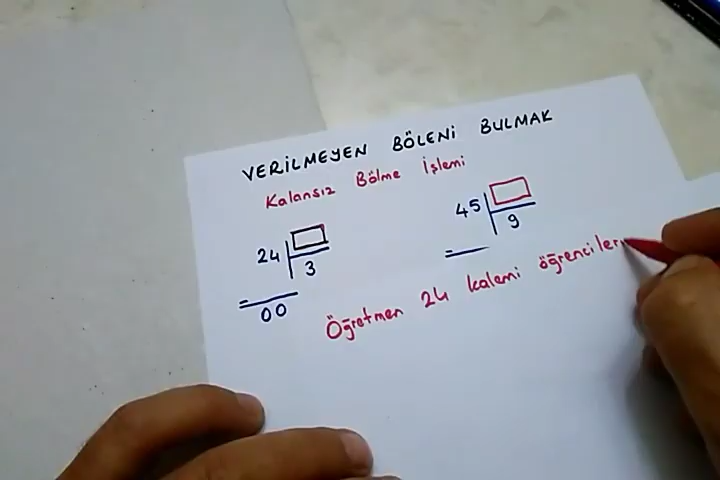 VERİLMEYEN BÖLENİ BULMAK
Kalansız Bölme İşlemi
24
3
00
45
9
Öğretmen 24 kalemi öğrenciler